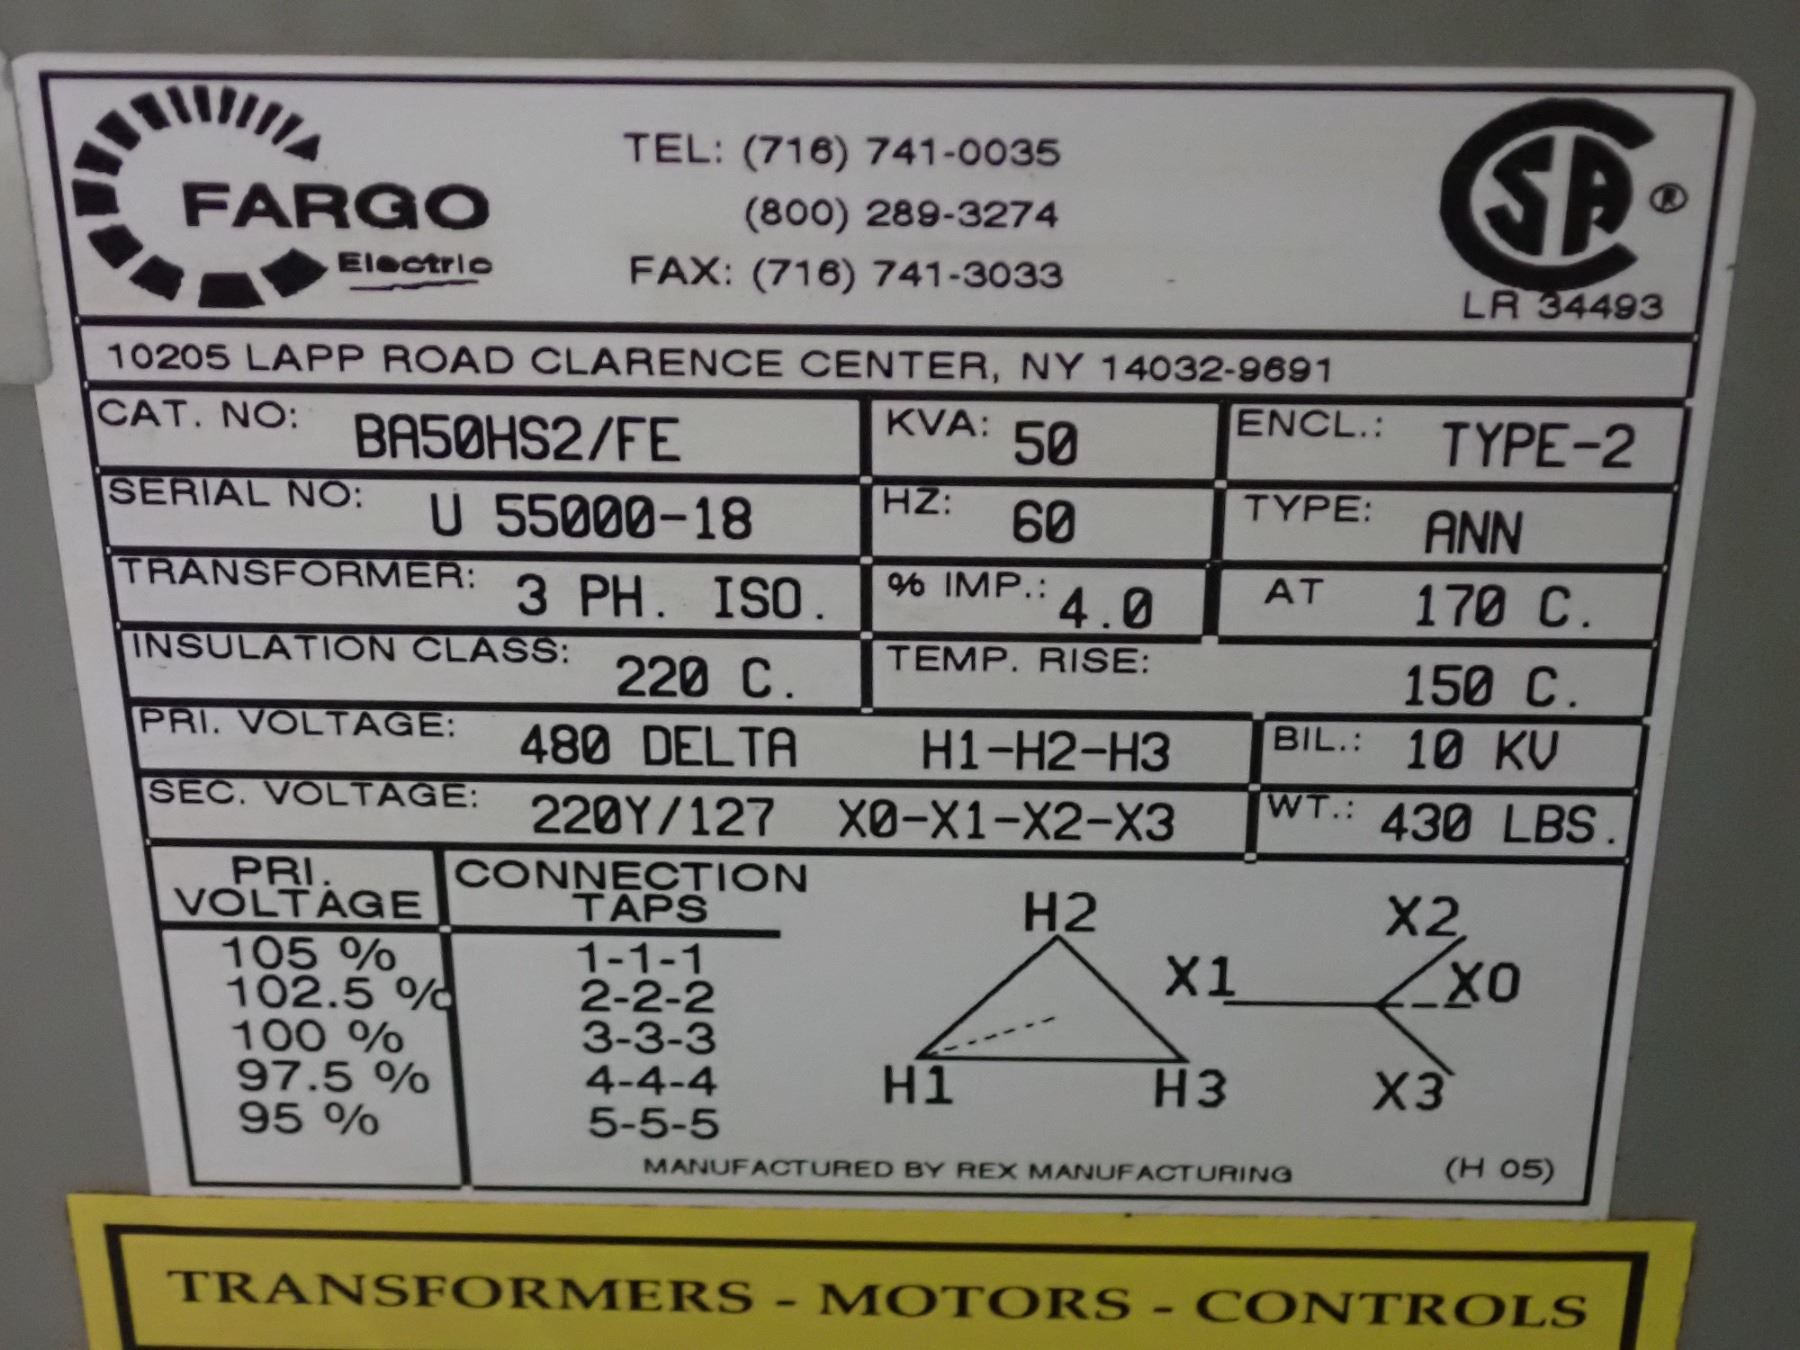 FARGO
Electric
TEL: (716) 741-0035
(800) 289-3274
FAX: (716) 741-3033
CSA ®
LR 34493
10205 LAPP ROAD CLARENCE CENTER, NY 14032-9691
CAT. NO: BA50HS2/FE KVA: 50 ENCL.: TYPE-2
SERIAL NO: U 55000-18 HZ: 60 TYPE: ANN
TRANSFORMER: 3 PH. ISO. % IMP.: 4.0 AT 170 C.
INSULATION CLASS: 220 C. TEMP. RISE: 150 C.
PRI. VOLTAGE: 480 DELTA H1-H2-H3 BIL.: 10 KV
SEC. VOLTAGE: 220Y/127 X0-X1-X2-X3 WT.: 430 LBS.
PRI. VOLTAGE CONNECTION TAPS
105 % 1-1-1
102.5 % 2-2-2
100 % 3-3-3
97.5 % 4-4-4
95 % 5-5-5
H2
H1 H3
X2
X1 X0
X3
MANUFACTURED BY REX MANUFACTURING (H 05)
TRANSFORMERS - MOTORS - CONTROLS